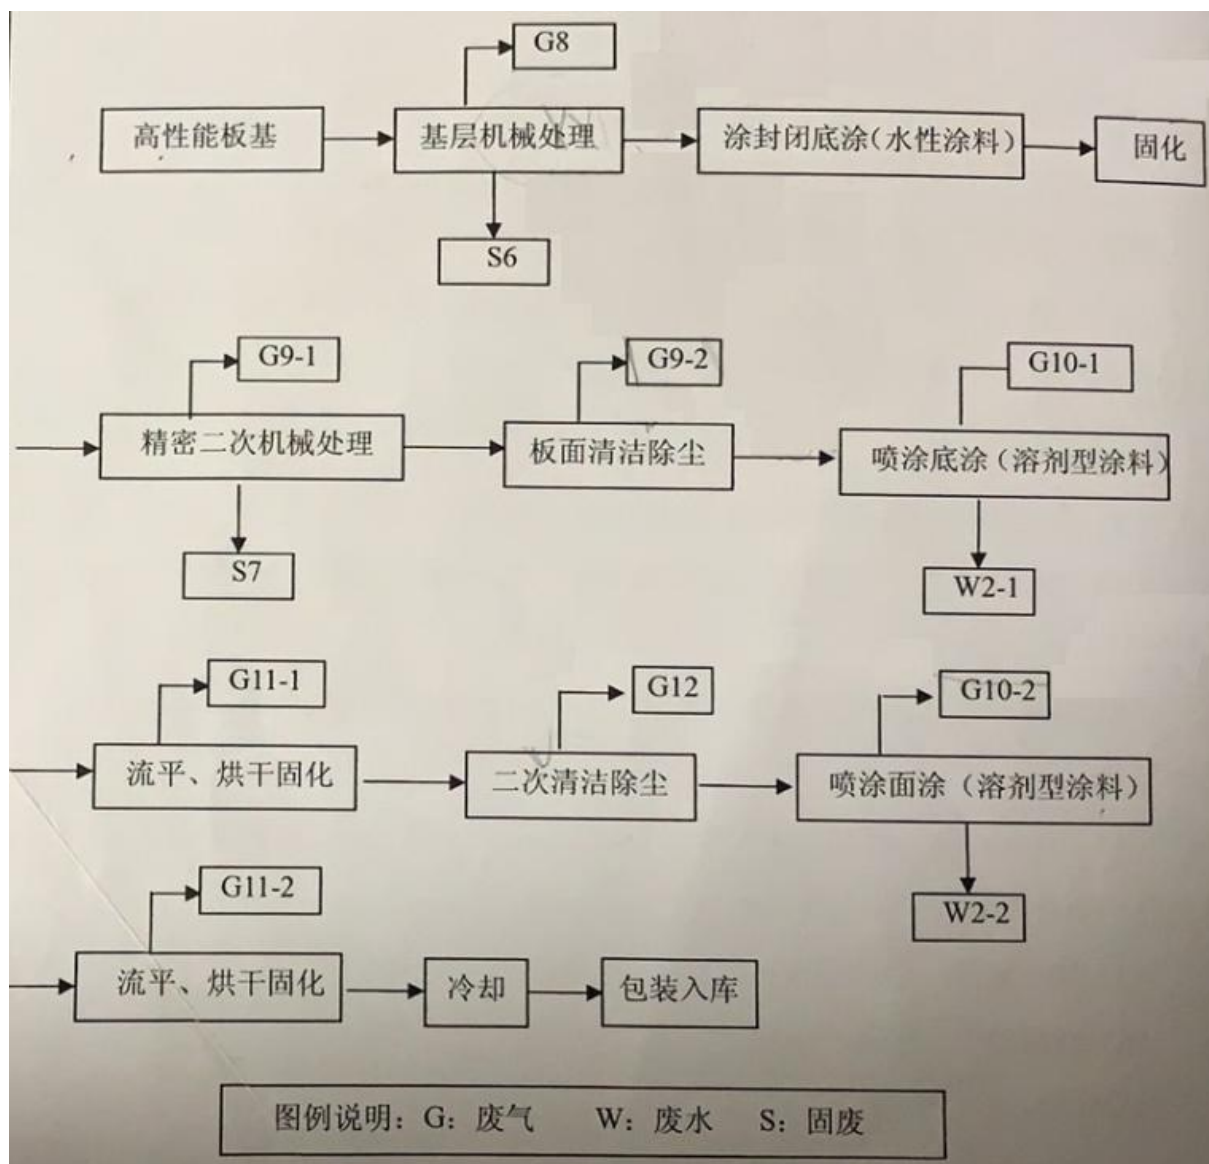 G8
高性能板基
基层机械处理
涂封闭底涂(水性涂料)
固化
S6
G9-1
G9-2
G10-1
精密二次机械处理
板面清洁除尘
喷涂底涂(溶剂型涂料)
S7
W2-1
G11-1
G12
G10-2
流平、烘干固化
二次清洁除尘
喷涂面涂(溶剂型涂料)
G11-2
W2-2
流平、烘干固化
冷却
包装入库
图例说明：G：废气 W：废水 S：固废